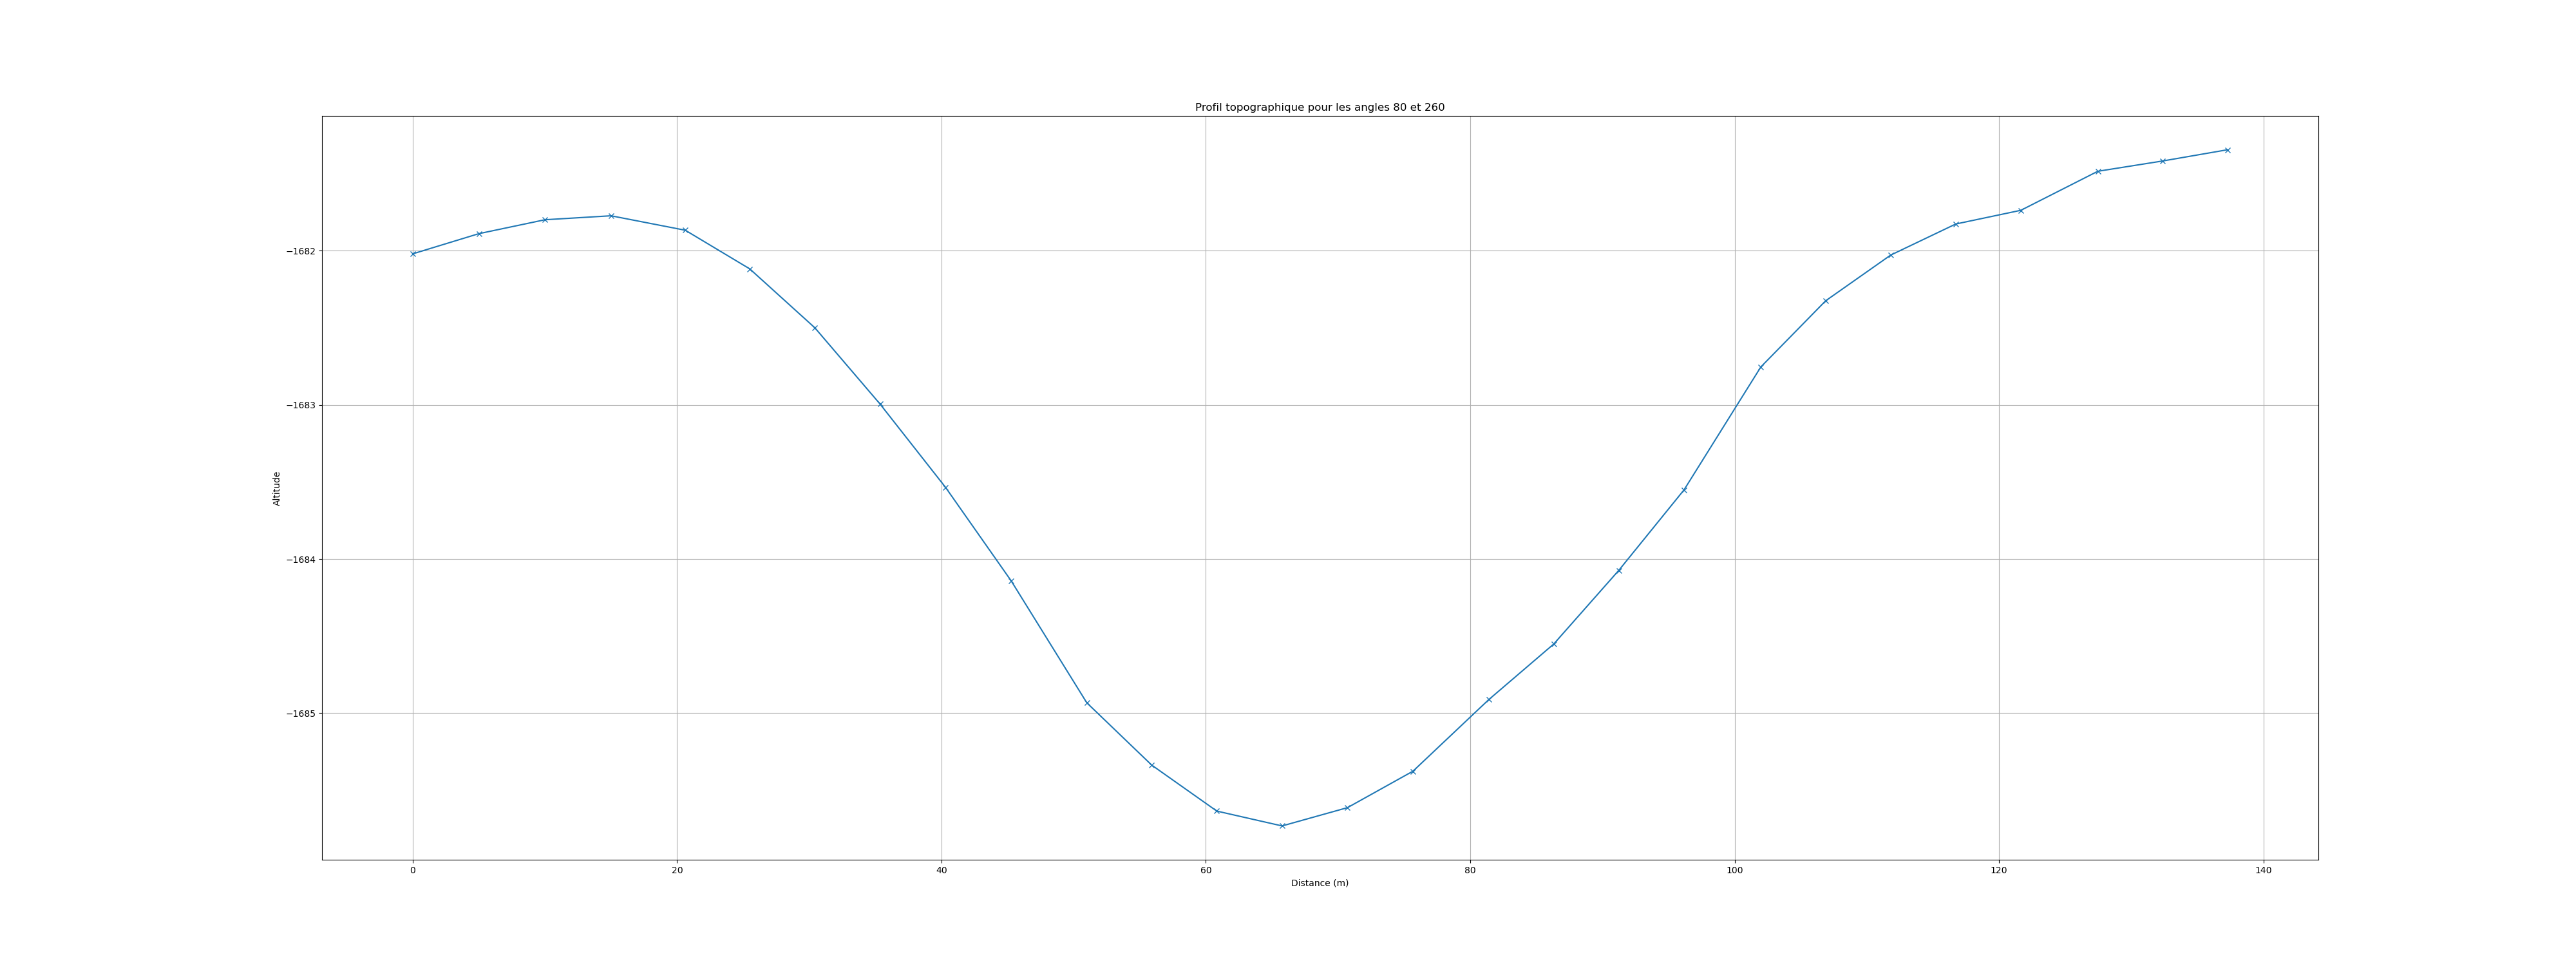 Profil topographique pour les angles 80 et 260
−1682
−1683
−1684
−1685
Altitude
0 20 40 60 80 100 120 140
Distance (m)